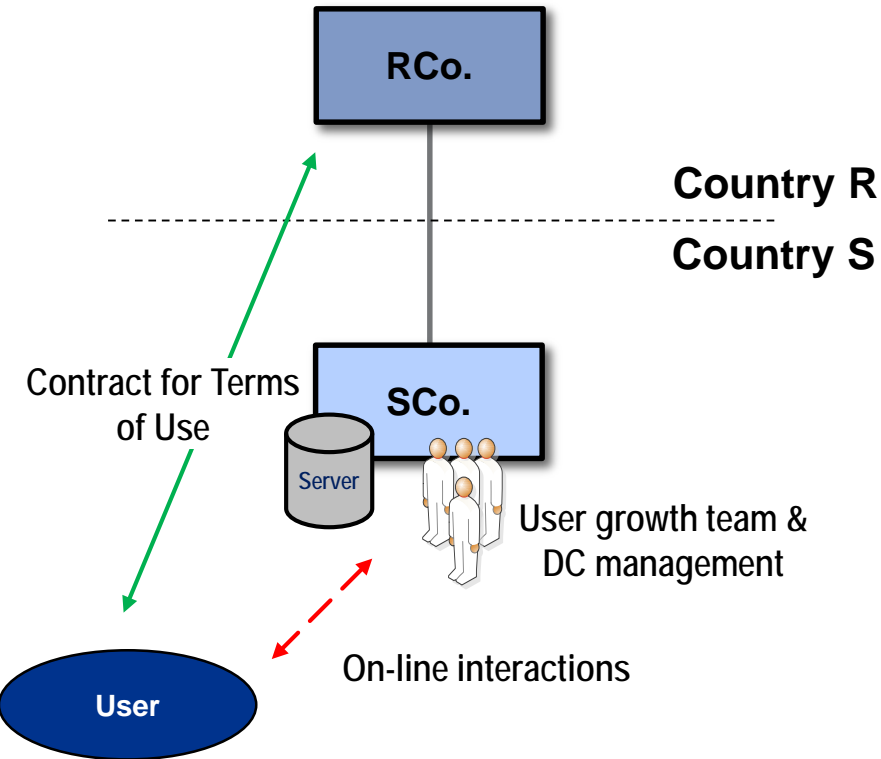 RCo.
Country R
Country S
Contract for Terms
of Use
SCo.
Server
User growth team &
DC management
On-line interactions
User